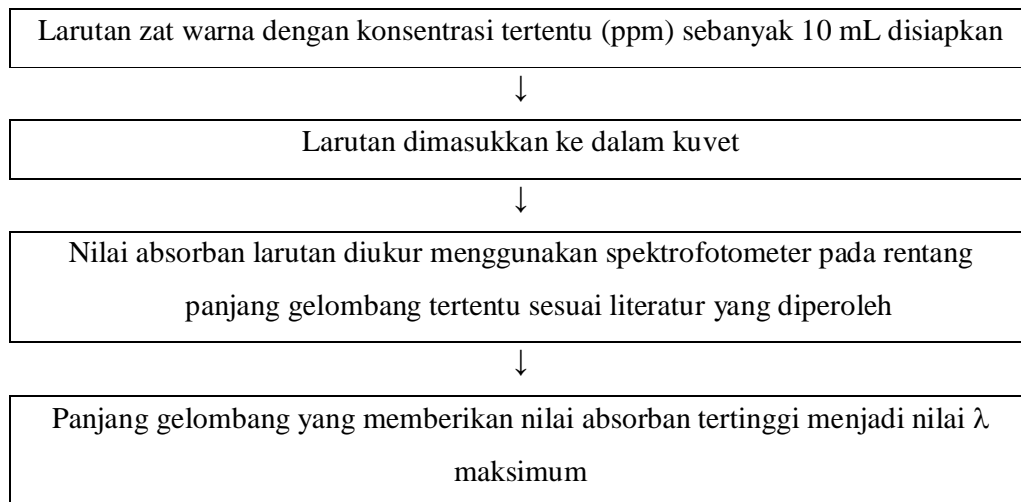 Larutan zat warna dengan konsentrasi tertentu (ppm) sebanyak 10 mL disiapkan
↓
Larutan dimasukkan ke dalam kuvet
↓
Nilai absorban larutan diukur menggunakan spektrofotometer pada rentang
panjang gelombang tertentu sesuai literatur yang diperoleh
↓
Panjang gelombang yang memberikan nilai absorban tertinggi menjadi nilai λ
maksimum